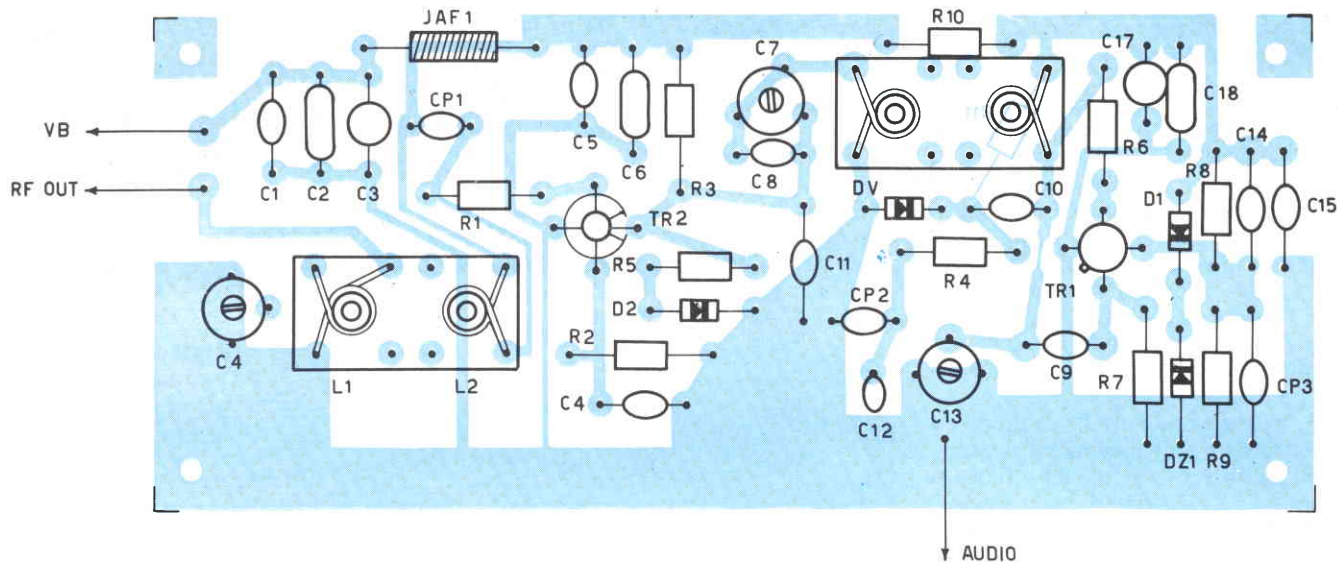 JAF1
R10
C7
C17
CP1
C18
VB
C5
C6
R6
C14
RF OUT
C1
C2
C3
R3
C8
R8
R1
DV
C10
D1
C15
TR2
R5
C11
R4
TR1
D2
CP2
R2
C4
C9
L1
L2
R7
CP3
C4
C12
C13
DZ1
R9
AUDIO